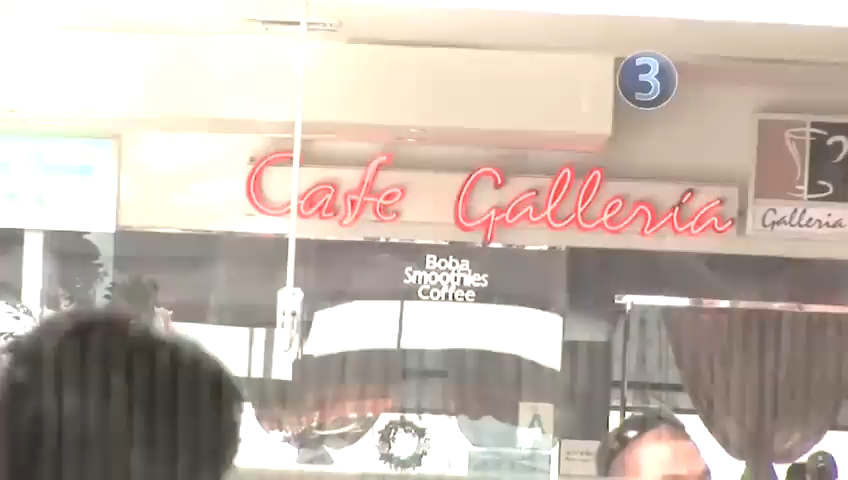 3
Cafe Galleria
Galleria
Boba
Smoothies
Coffee
A